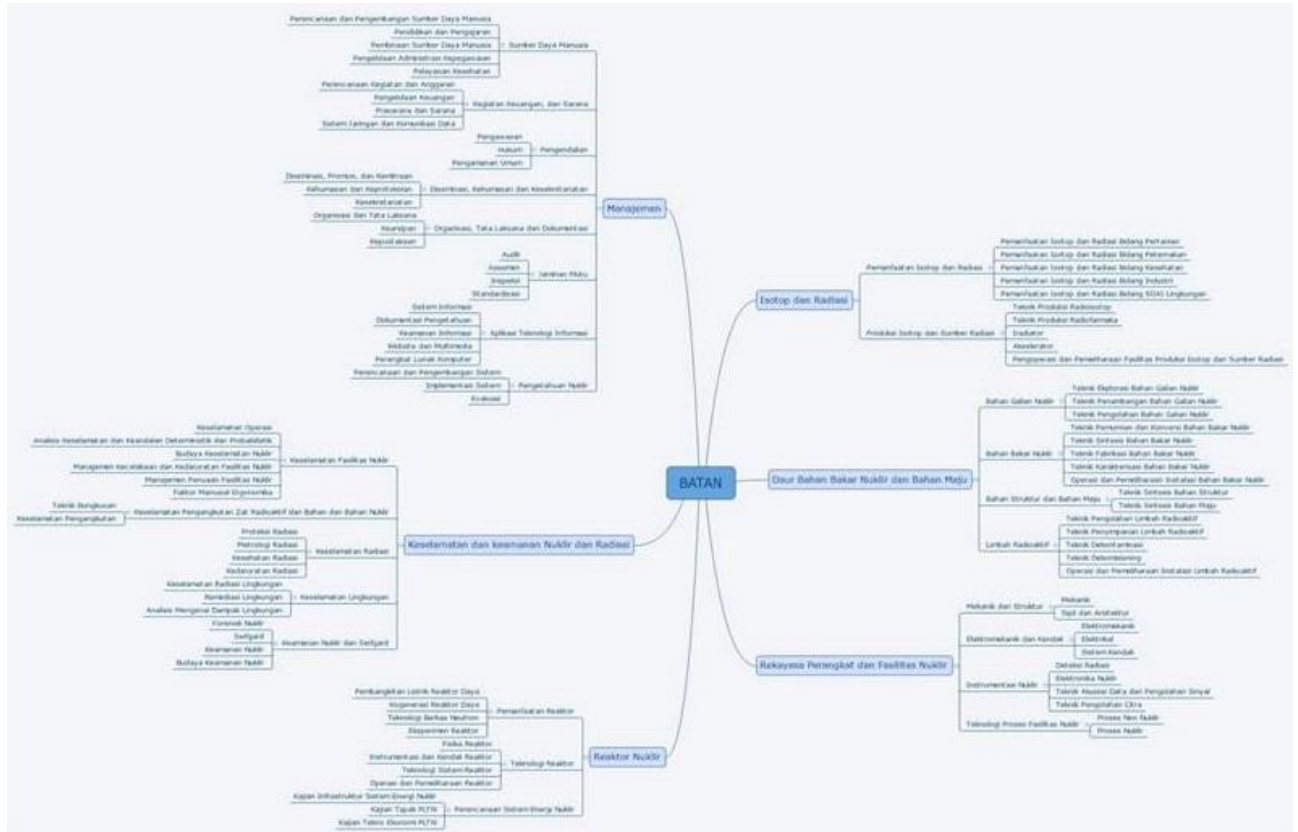 BATAN
Manajemen
Perencanaan dan Pengembangan Sumber Daya Manusia
Pendidikan dan Pengajaran
Pembinaan Sumber Daya Manusia
Pengelolaan Administrasi Kepegawaian
Pelayanan Kesehatan
Sumber Daya Manusia
Perencanaan Kegiatan dan Anggaran
Pengelolaan Keuangan
Prasarana dan Sarana
Sistem Jaringan dan Komunikasi Data
Kegiatan Keuangan, dan Sarana
Pengawasan
Hukum
Pengamanan Umum
Pengendalian
Diseminasi, Promosi, dan Kemitraan
Kehumasan dan Keprotokolan
Kesekretariatan
Diseminasi, Kehumasan dan Kesekretariatan
Organisasi dan Tata Laksana
Kearsipan
Kepustakaan
Organisasi, Tata Laksana dan Dokumentasi
Audit
Asesmen
Inspeksi
Standardisasi
Jaminan Mutu
Sistem Informasi
Dokumentasi Pengetahuan
Keamanan Informasi
Website dan Multimedia
Perangkat Lunak Komputer
Aplikasi Teknologi Informasi
Perencanaan dan Pengembangan Sistem
Implementasi Sistem
Evaluasi
Pengetahuan Nuklir
Keselamatan dan keamanan Nuklir dan Radiasi
Keselamatan Operasi
Analisis Keselamatan dan Keandalan Deterministik dan Probabilistik
Budaya Keselamatan Nuklir
Manajemen Kecelakaan dan Kedaruratan Fasilitas Nuklir
Manajemen Penuaan Fasilitas Nuklir
Faktor Manusia/Ergonomika
Keselamatan Fasilitas Nuklir
Teknik Bungkusan
Keselamatan Pengangkutan
Keselamatan Pengangkutan Zat Radioaktif dan Bahan dan Bahan Nuklir
Proteksi Radiasi
Metrologi Radiasi
Kesehatan Radiasi
Kedaruratan Radiasi
Keselamatan Radiasi
Keselamatan Radiasi Lingkungan
Remediasi Lingkungan
Analisis Mengenai Dampak Lingkungan
Keselamatan Lingkungan
Forensik Nuklir
Seifgard
Keamanan Nuklir
Budaya Keamanan Nuklir
Keamanan Nuklir dan Seifgard
Reaktor Nuklir
Pembangkitan Listrik Reaktor Daya
Kogenerasi Reaktor Daya
Teknologi Berkas Neutron
Eksperimen Reaktor
Pemanfaatan Reaktor
Fisika Reaktor
Instrumentasi dan Kendali Reaktor
Teknologi Sistem Reaktor
Operasi dan Pemeliharaan Reaktor
Teknologi Reaktor
Kajian Infrastruktur Sistem Energi Nuklir
Kajian Tapak PLTN
Kajian Tekno Ekonomi PLTN
Perencanaan Sistem Energi Nuklir
Isotop dan Radiasi
Pemanfaatan Isotop dan Radiasi
Pemanfaatan Isotop dan Radiasi Bidang Pertanian
Pemanfaatan Isotop dan Radiasi Bidang Peternakan
Pemanfaatan Isotop dan Radiasi Bidang Kesehatan
Pemanfaatan Isotop dan Radiasi Bidang Industri
Pemanfaatan Isotop dan Radiasi Bidang SDAL Lingkungan
Produksi Isotop dan Sumber Radiasi
Teknik Produksi Radioisotop
Teknik Produksi Radiofarmaka
Iradiator
Akselerator
Pengoperasi dan Pemeliharaan Fasilitas Produksi Isotop dan Sumber Radiasi
Daur Bahan Bakar Nuklir dan Bahan Maju
Bahan Galian Nuklir
Teknik Eksplorasi Bahan Galian Nuklir
Teknik Penambangan Bahan Galian Nuklir
Teknik Pengolahan Bahan Galian Nuklir
Bahan Bakar Nuklir
Teknik Pemurnian dan Konversi Bahan Bakar Nuklir
Teknik Sintesis Bahan Bakar Nuklir
Teknik Fabrikasi Bahan Bakar Nuklir
Teknik Karakterisasi Bahan Bakar Nuklir
Operasi dan Pemeliharaan Instalasi Bahan Bakar Nuklir
Bahan Struktur dan Bahan Maju
Teknik Sintesis Bahan Struktur
Teknik Sintesis Bahan Maju
Limbah Radioaktif
Teknik Pengolahan Limbah Radioaktif
Teknik Penyimpanan Limbah Radioaktif
Teknik Dekontaminasi
Teknik Dekomisioning
Operasi dan Pemeliharaan Instalasi Limbah Radioaktif
Rekayasa Perangkat dan Fasilitas Nuklir
Mekanik dan Struktur
Mekanik
Sipil dan Arsitektur
Elektromekanik dan Kendali
Elektromekanik
Elektrikal
Sistem Kendali
Instrumentasi Nuklir
Deteksi Radiasi
Elektronika Nuklir
Teknik Akuisisi Data dan Pengolahan Sinyal
Teknik Pengolahan Citra
Teknologi Proses Fasilitas Nuklir
Proses Non Nuklir
Proses Nuklir